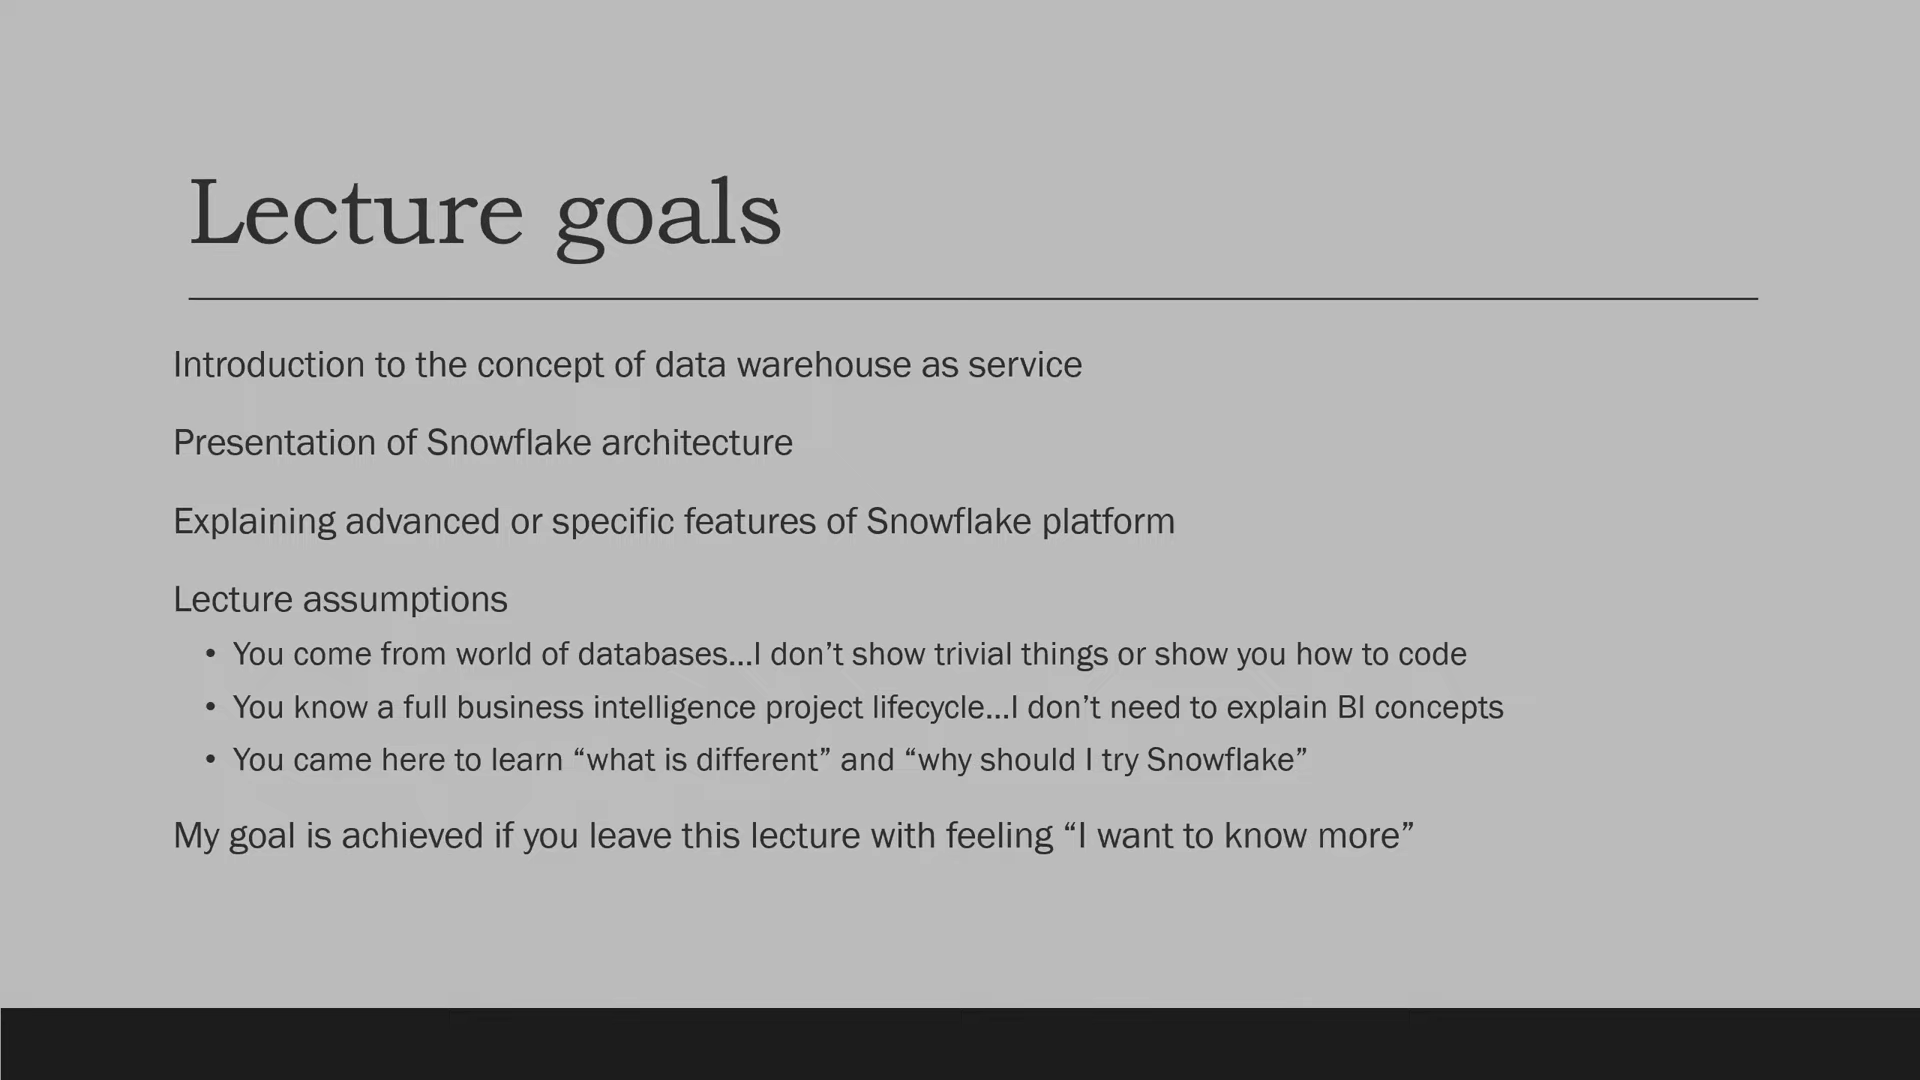 Lecture goals
Introduction to the concept of data warehouse as service
Presentation of Snowflake architecture
Explaining advanced or specific features of Snowflake platform
Lecture assumptions
• You come from world of databases...I don’t show trivial things or show you how to code
• You know a full business intelligence project lifecycle...I don’t need to explain BI concepts
• You came here to learn “what is different” and “why should I try Snowflake”
My goal is achieved if you leave this lecture with feeling “I want to know more”